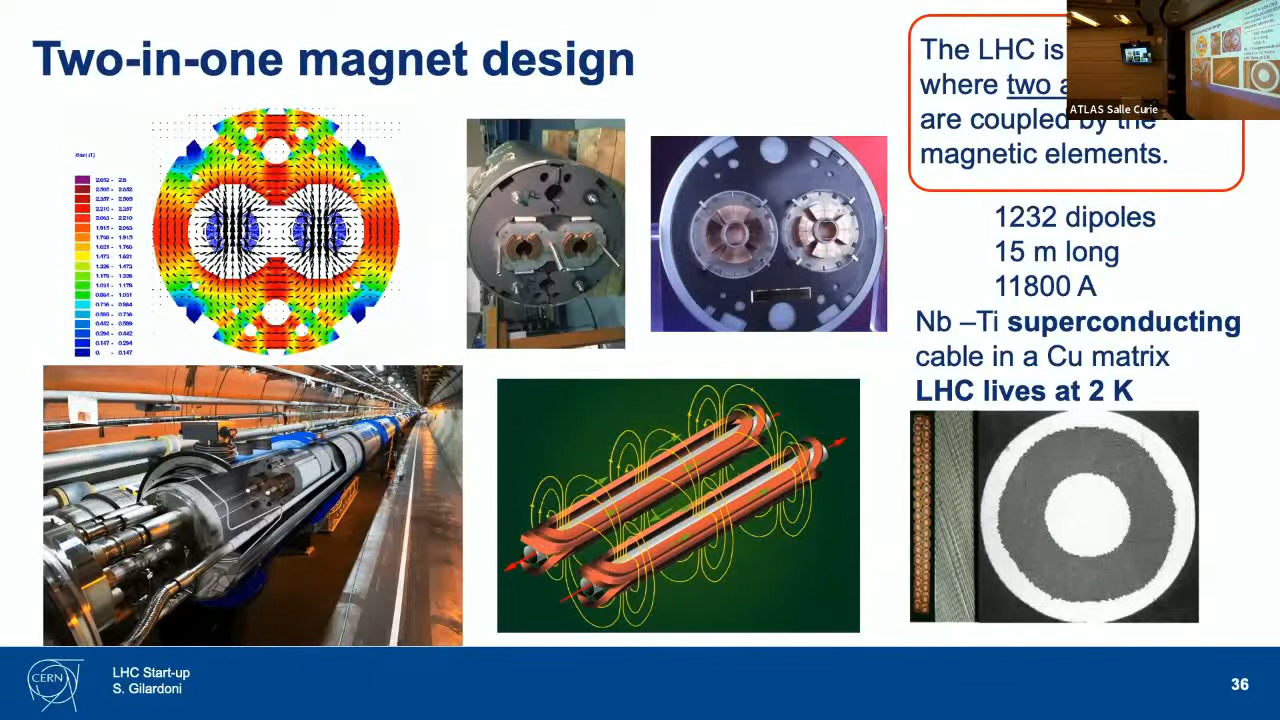 Two-in-one magnet design
The LHC is
where two a
are coupled by the
magnetic elements.
ATLAS Salle Curie
1232 dipoles
15 m long
11800 A
Nb –Ti superconducting
cable in a Cu matrix
LHC lives at 2 K
CERN
LHC Start-up
S. Gilardoni
36